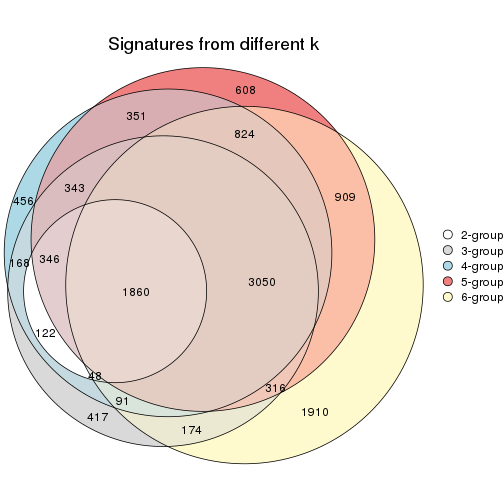 Signatures from different k
608
351
824
343
909
456
168
346
3050
1860
122
48
91
316
417
174
1910
2-group
3-group
4-group
5-group
6-group